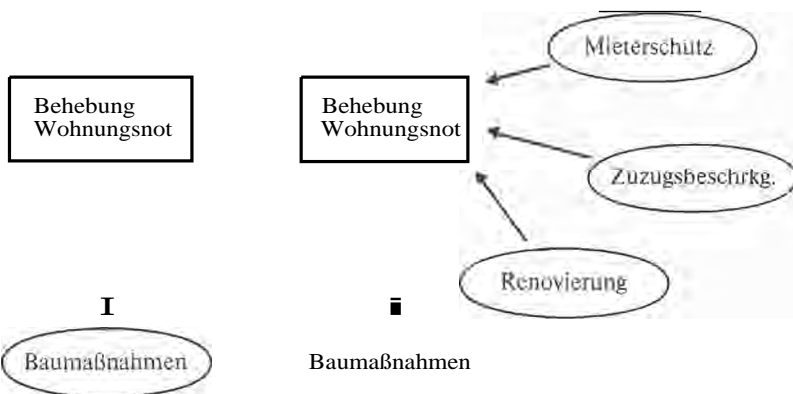 Mieterschutz
Behebung
Wohnungsnot
Behebung
Wohnungsnot
Zuzugsbeschrkg.
Renovierung
Baumaßnahmen
Baumaßnahmen